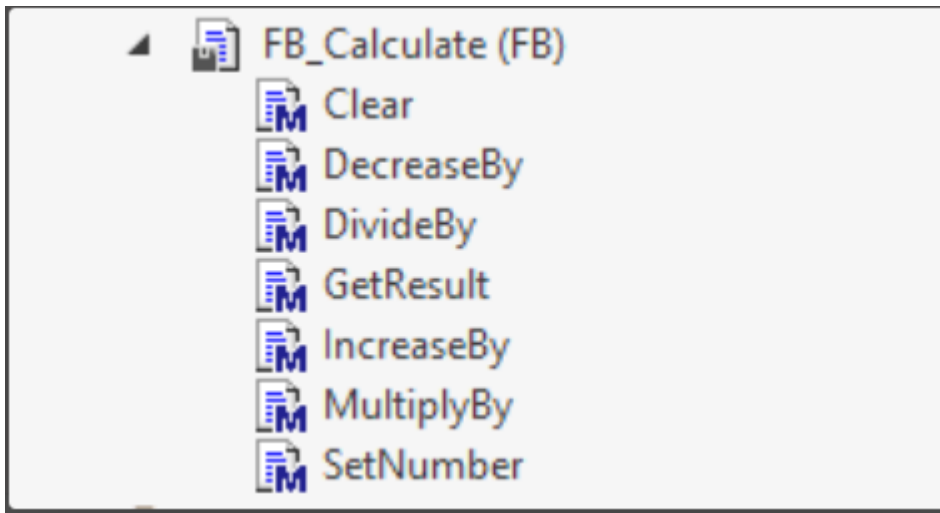 FB_Calculate (FB)
Clear
DecreaseBy
DivideBy
GetResult
IncreaseBy
MultiplyBy
SetNumber